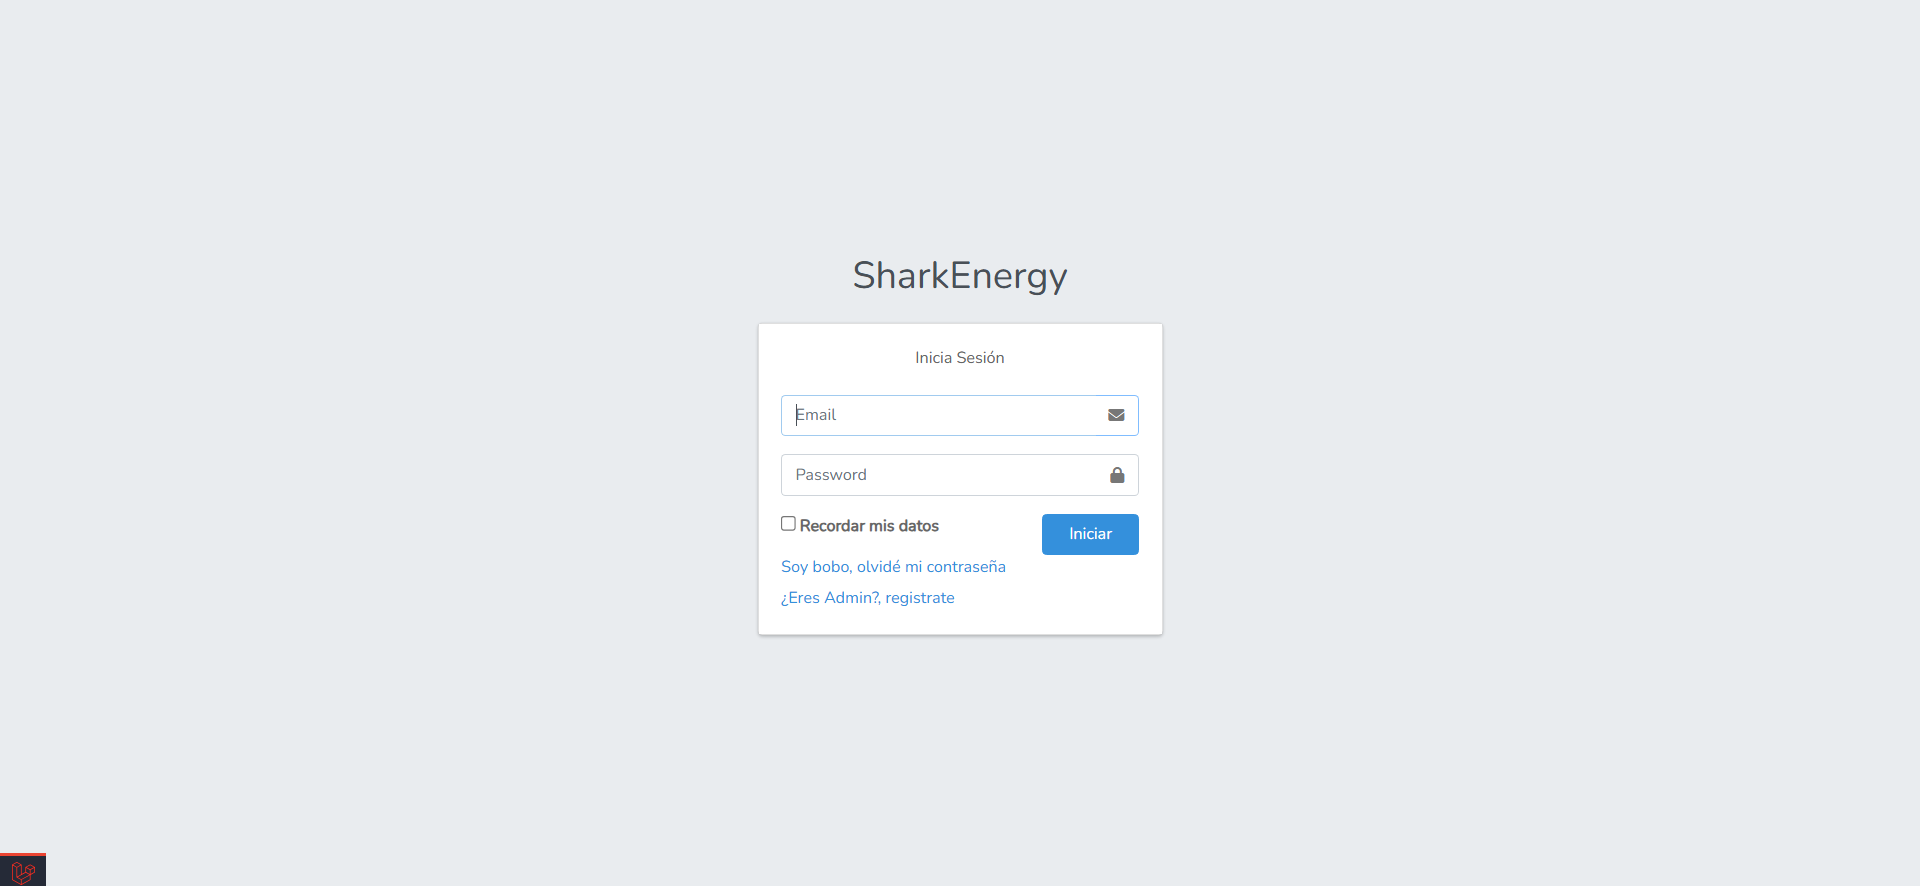 SharkEnergy
Inicia Sesión
Email
Password
Recordar mis datos
Iniciar
Soy bobo, olvidé mi contraseña
¿Eres Admin?, registrate